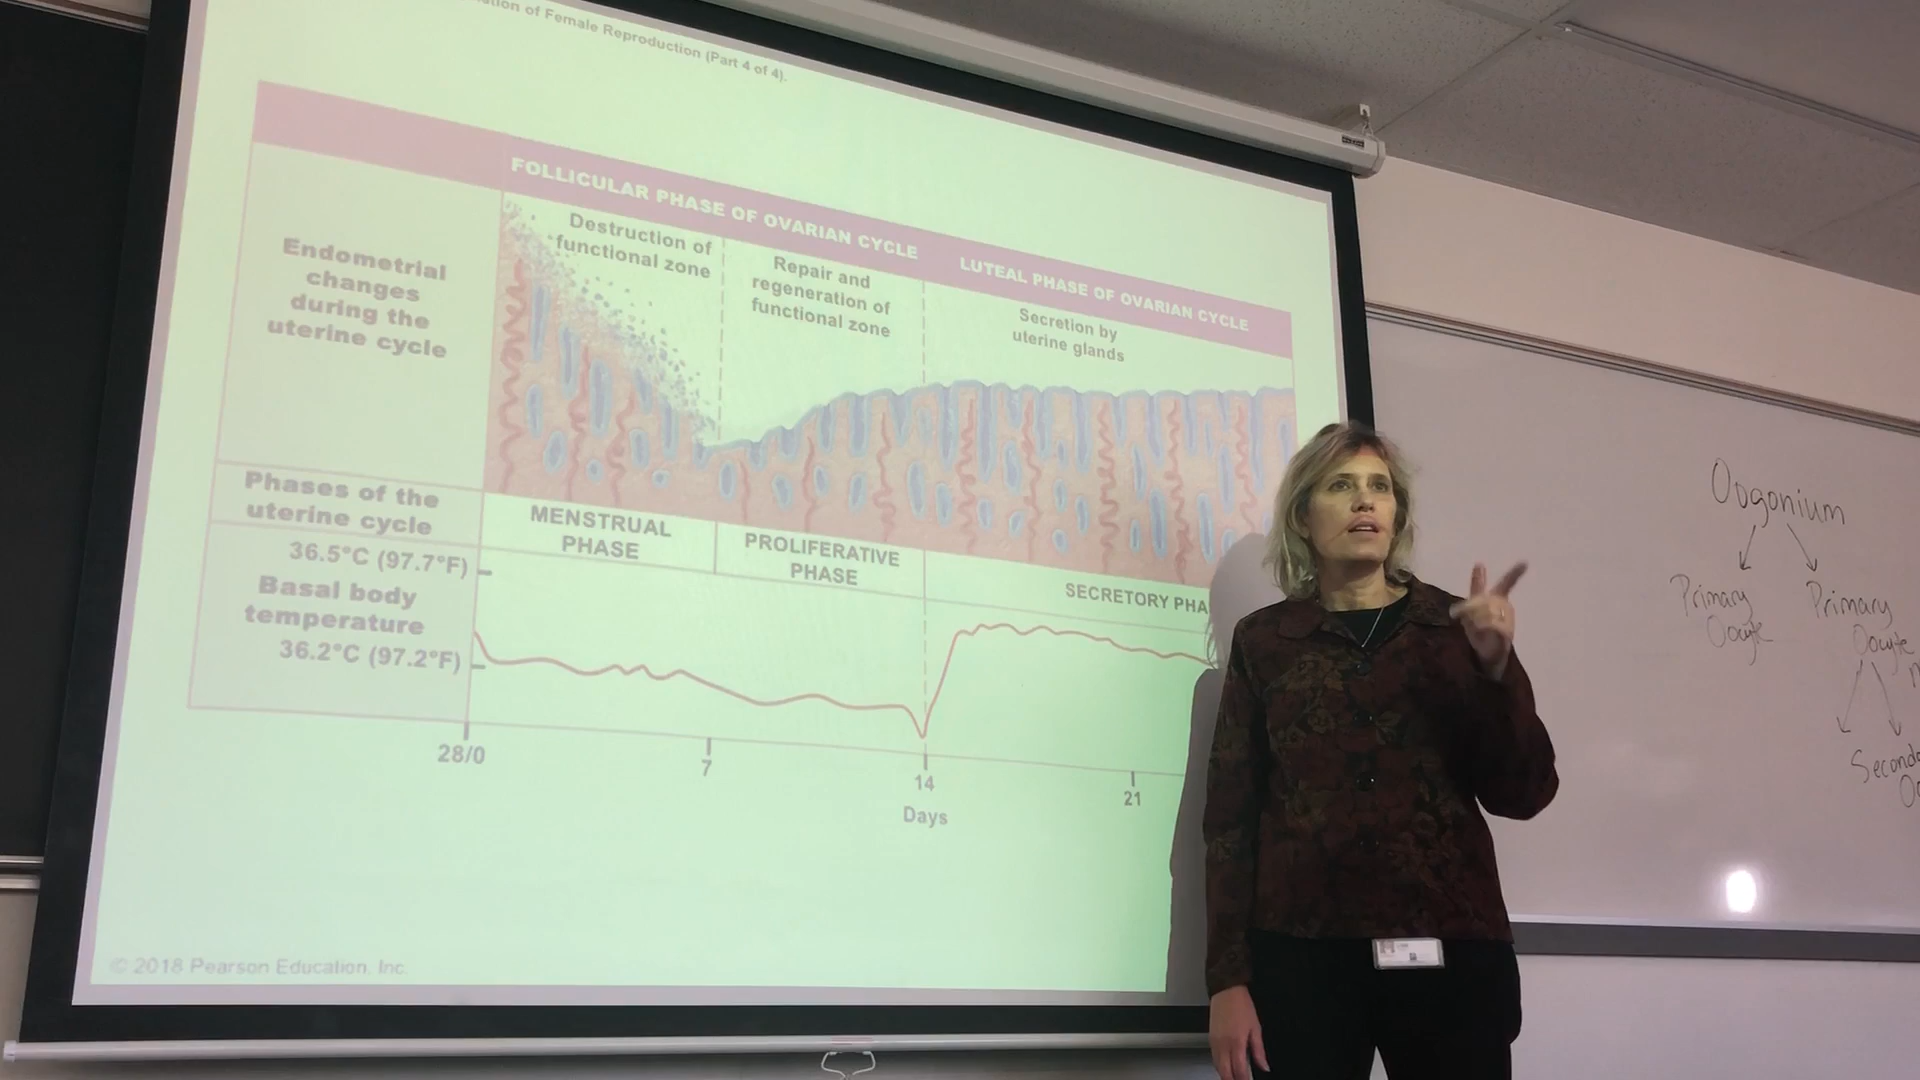 of Female Reproduction (Part 4 of 4).
FOLLICULAR PHASE OF OVARIAN CYCLE
LUTEAL PHASE OF OVARIAN CYCLE
Endometrial
changes
during the
uterine cycle
Destruction of
functional zone
Repair and
regeneration of
functional zone
Secretion by
uterine glands
Phases of the
uterine cycle
MENSTRUAL
PHASE
PROLIFERATIVE
PHASE
SECRETORY PHA
36.5°C (97.7°F)
Basal body
temperature
36.2°C (97.2°F)
28/0
7
14
21
Days
© 2018 Pearson Education, Inc.
Oogonium
Primary
Oocyte
Primary
Oocyte